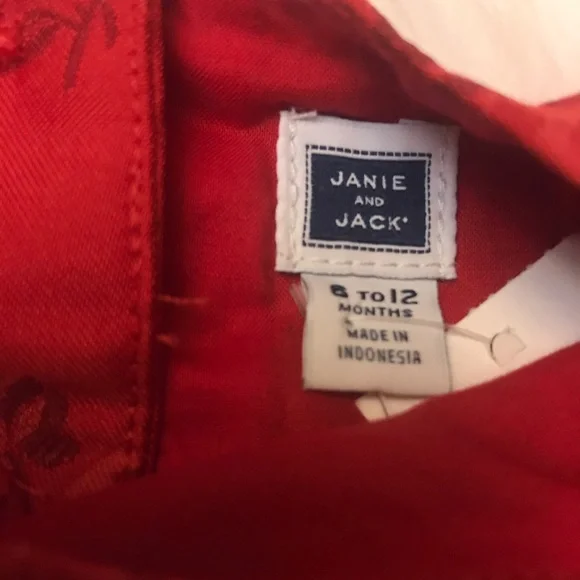 JANIE
AND
JACK
6 TO 12
MONTHS
MADE IN
INDONESIA